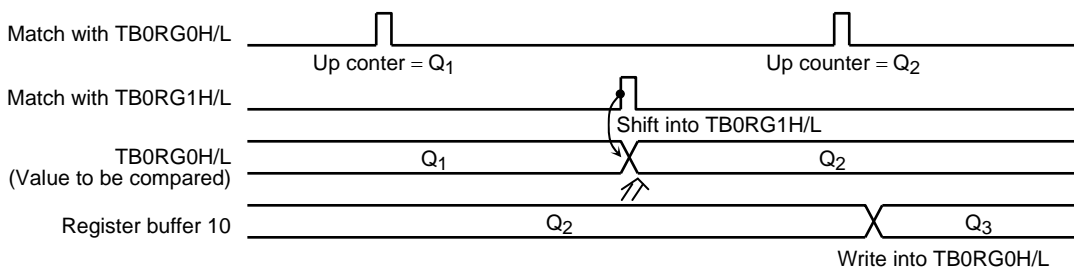 Match with TB0RG0H/L
Up conter = Q1
Up counter = Q2
Match with TB0RG1H/L
Shift into TB0RG1H/L
TB0RG0H/L
(Value to be compared)
Q1
Q2
Register buffer 10
Q2
Q3
Write into TB0RG0H/L